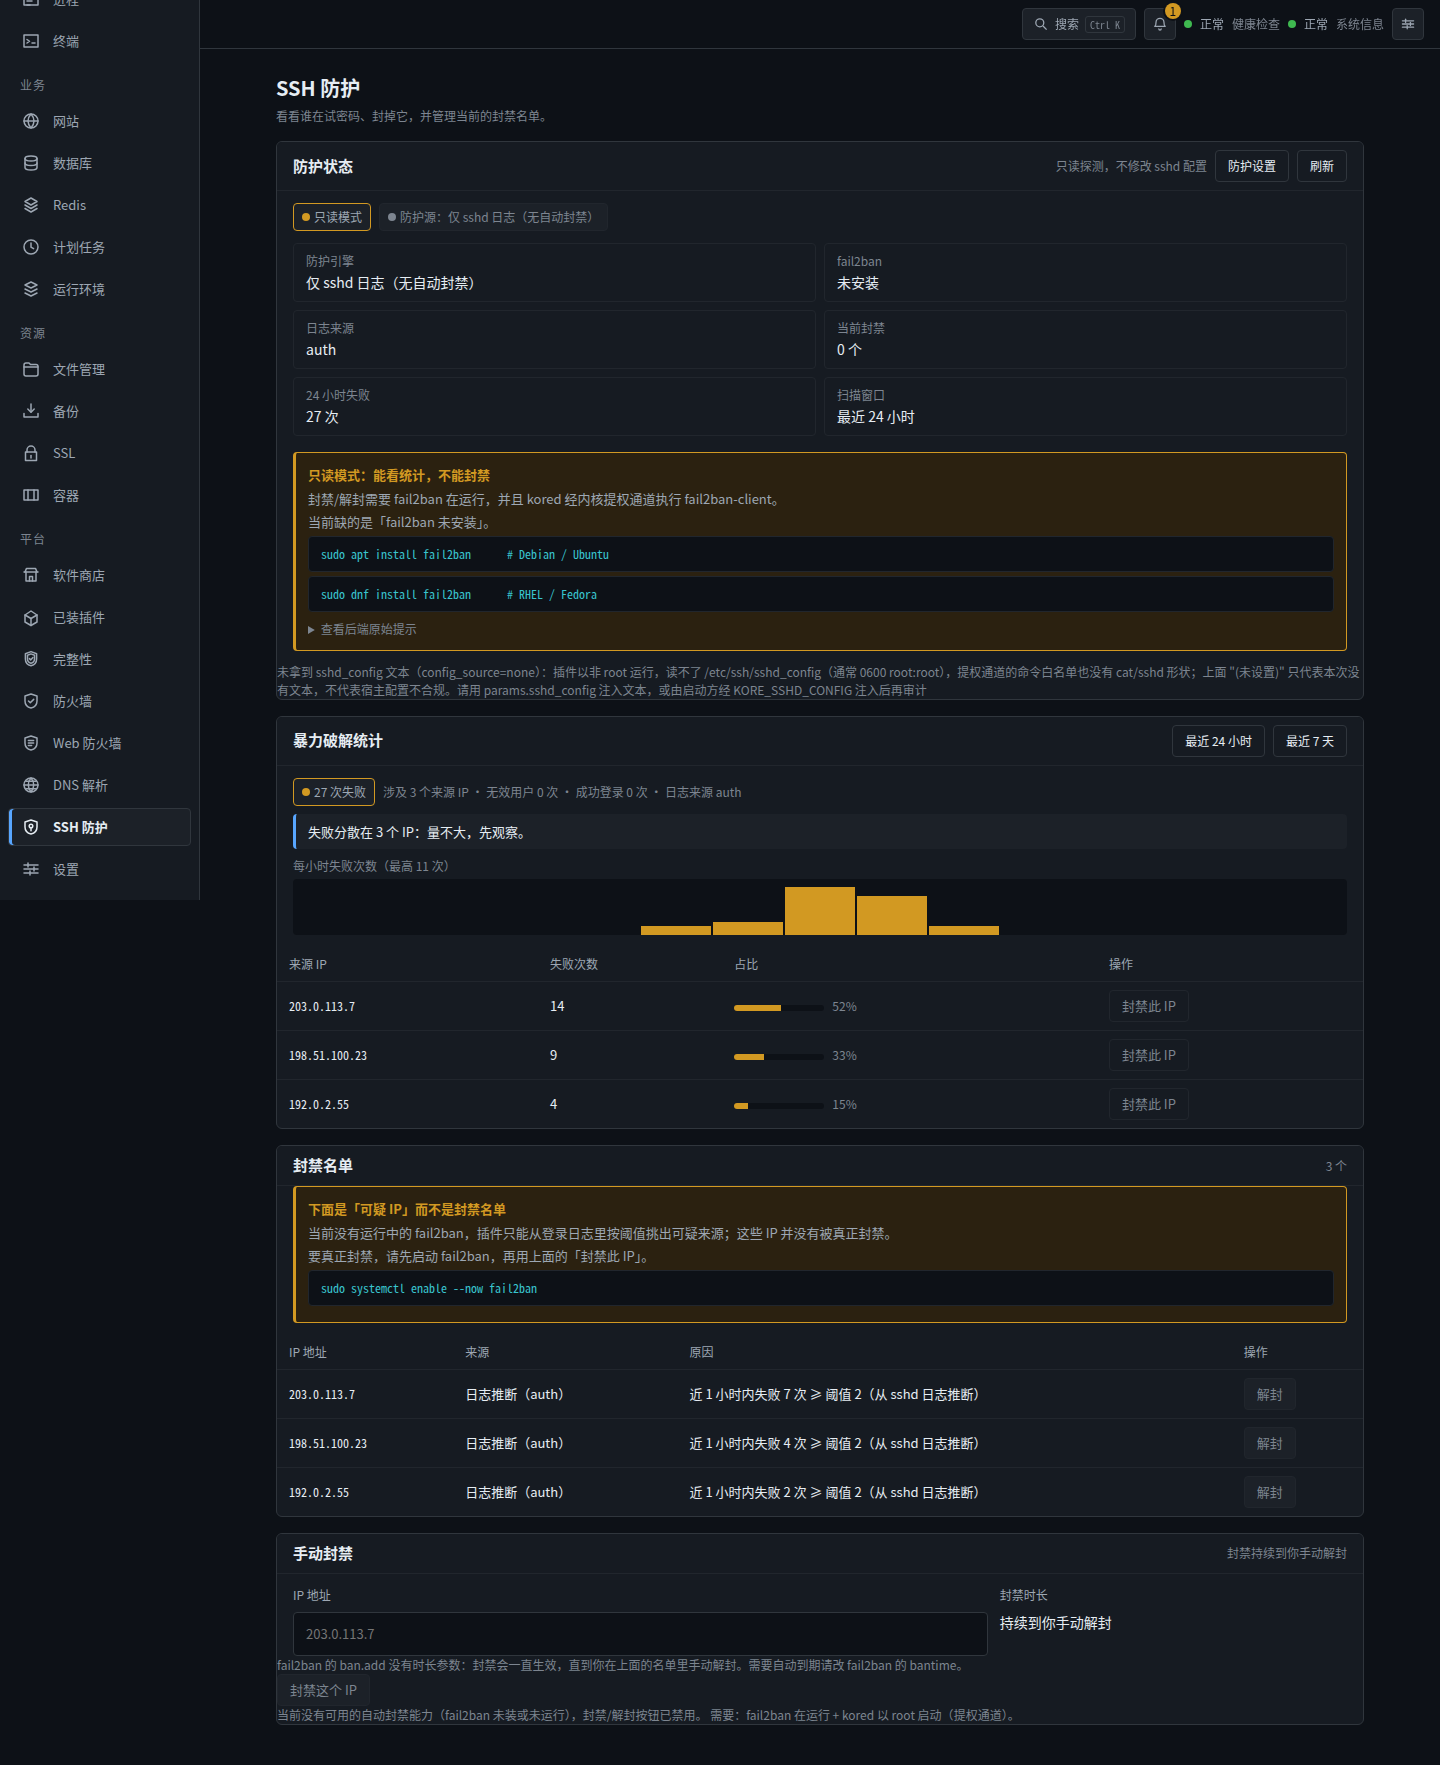 进程
终端
业务
网站
数据库
Redis
计划任务
运行环境
资源
文件管理
备份
SSL
容器
平台
软件商店
已装插件
完整性
防火墙
Web 防火墙
DNS 解析
SSH 防护
设置
搜索 Ctrl K
1
正常 健康检查 正常 系统信息
SSH 防护
看看谁在试密码、封掉它，并管理当前的封禁名单。
防护状态
只读探测，不修改 sshd 配置 防护设置 刷新
只读模式 防护源：仅 sshd 日志（无自动封禁）
防护引擎
仅 sshd 日志（无自动封禁）
fail2ban
未安装
日志来源
auth
当前封禁
0 个
24 小时失败
27 次
扫描窗口
最近 24 小时
只读模式：能看统计，不能封禁
封禁/解封需要 fail2ban 在运行，并且 kored 经内核提权通道执行 fail2ban-client。
当前缺的是「fail2ban 未安装」。
sudo apt install fail2ban # Debian / Ubuntu
sudo dnf install fail2ban # RHEL / Fedora
查看后端原始提示
未拿到 sshd_config 文本（config_source=none）：插件以非 root 运行，读不了 /etc/ssh/sshd_config（通常 0600 root:root），提权通道的命令白名单也没有 cat/sshd 形状；上面 "(未设置)" 只代表本次没
有文本，不代表宿主配置不合规。请用 params.sshd_config 注入文本，或由启动方经 KORE_SSHD_CONFIG 注入后再审计
暴力破解统计
最近 24 小时 最近 7 天
27 次失败 涉及 3 个来源 IP · 无效用户 0 次 · 成功登录 0 次 · 日志来源 auth
失败分散在 3 个 IP：量不大，先观察。
每小时失败次数（最高 11 次）
来源 IP 失败次数 占比 操作
203.0.113.7 14 52% 封禁此 IP
198.51.100.23 9 33% 封禁此 IP
192.0.2.55 4 15% 封禁此 IP
封禁名单
3 个
下面是「可疑 IP」而不是封禁名单
当前没有运行中的 fail2ban，插件只能从登录日志里按阈值挑出可疑来源；这些 IP 并没有被真正封禁。
要真正封禁，请先启动 fail2ban，再用上面的「封禁此 IP」。
sudo systemctl enable --now fail2ban
IP 地址 来源 原因 操作
203.0.113.7 日志推断（auth） 近 1 小时内失败 7 次 ≥ 阈值 2（从 sshd 日志推断） 解封
198.51.100.23 日志推断（auth） 近 1 小时内失败 4 次 ≥ 阈值 2（从 sshd 日志推断） 解封
192.0.2.55 日志推断（auth） 近 1 小时内失败 2 次 ≥ 阈值 2（从 sshd 日志推断） 解封
手动封禁
封禁持续到你手动解封
IP 地址
203.0.113.7
封禁时长
持续到你手动解封
fail2ban 的 ban.add 没有时长参数：封禁会一直生效，直到你在上面的名单里手动解封。需要自动到期请改 fail2ban 的 bantime。
封禁这个 IP
当前没有可用的自动封禁能力（fail2ban 未装或未运行），封禁/解封按钮已禁用。 需要：fail2ban 在运行 + kored 以 root 启动（提权通道）。